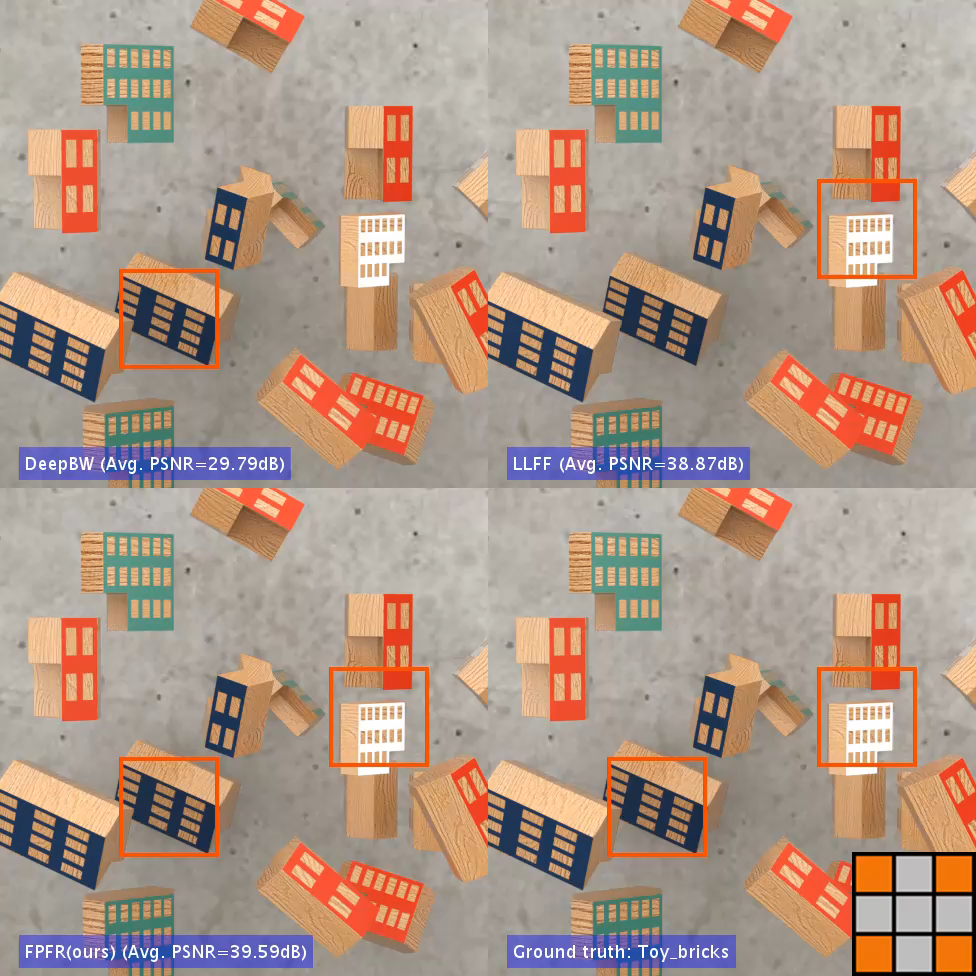 DeepBW (Avg. PSNR=29.79dB)
LLFF (Avg. PSNR=38.87dB)
FPFR(ours) (Avg. PSNR=39.59dB)
Ground truth: Toy_bricks